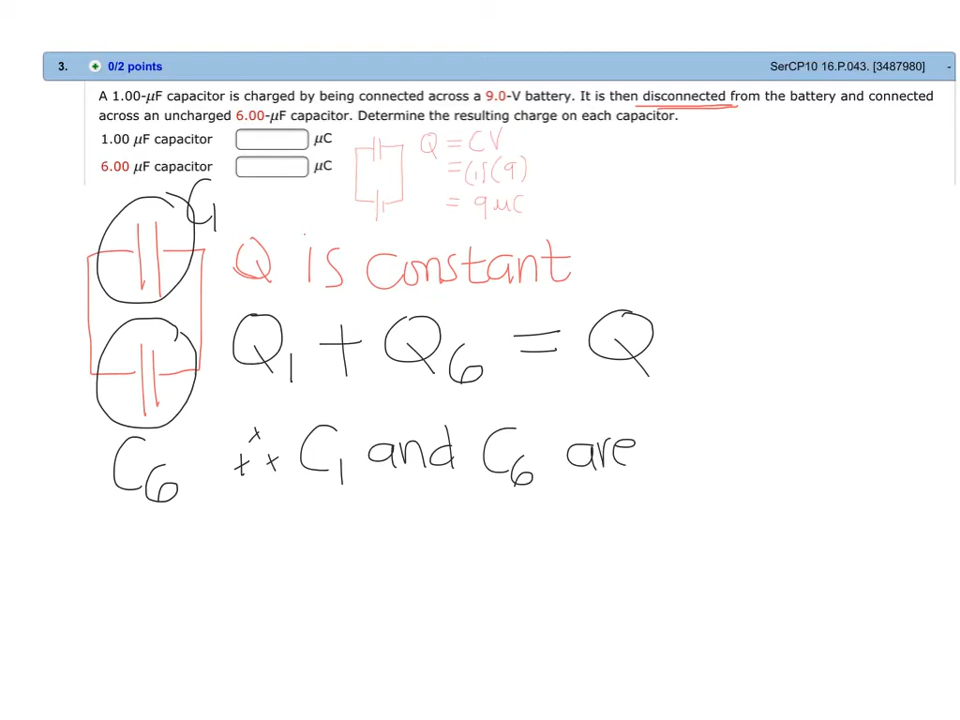 3. + 0/2 points SerCP10 16.P.043. [3487980] -
A 1.00-μF capacitor is charged by being connected across a 9.0-V battery. It is then disconnected from the battery and connected
across an uncharged 6.00-μF capacitor. Determine the resulting charge on each capacitor.
1.00 μF capacitor μC
6.00 μF capacitor μC
Q = CV
= (1)(9)
= 9 μC
C1
Q is constant
Q1 + Q6 = Q
C6
∴ C1 and C6 are